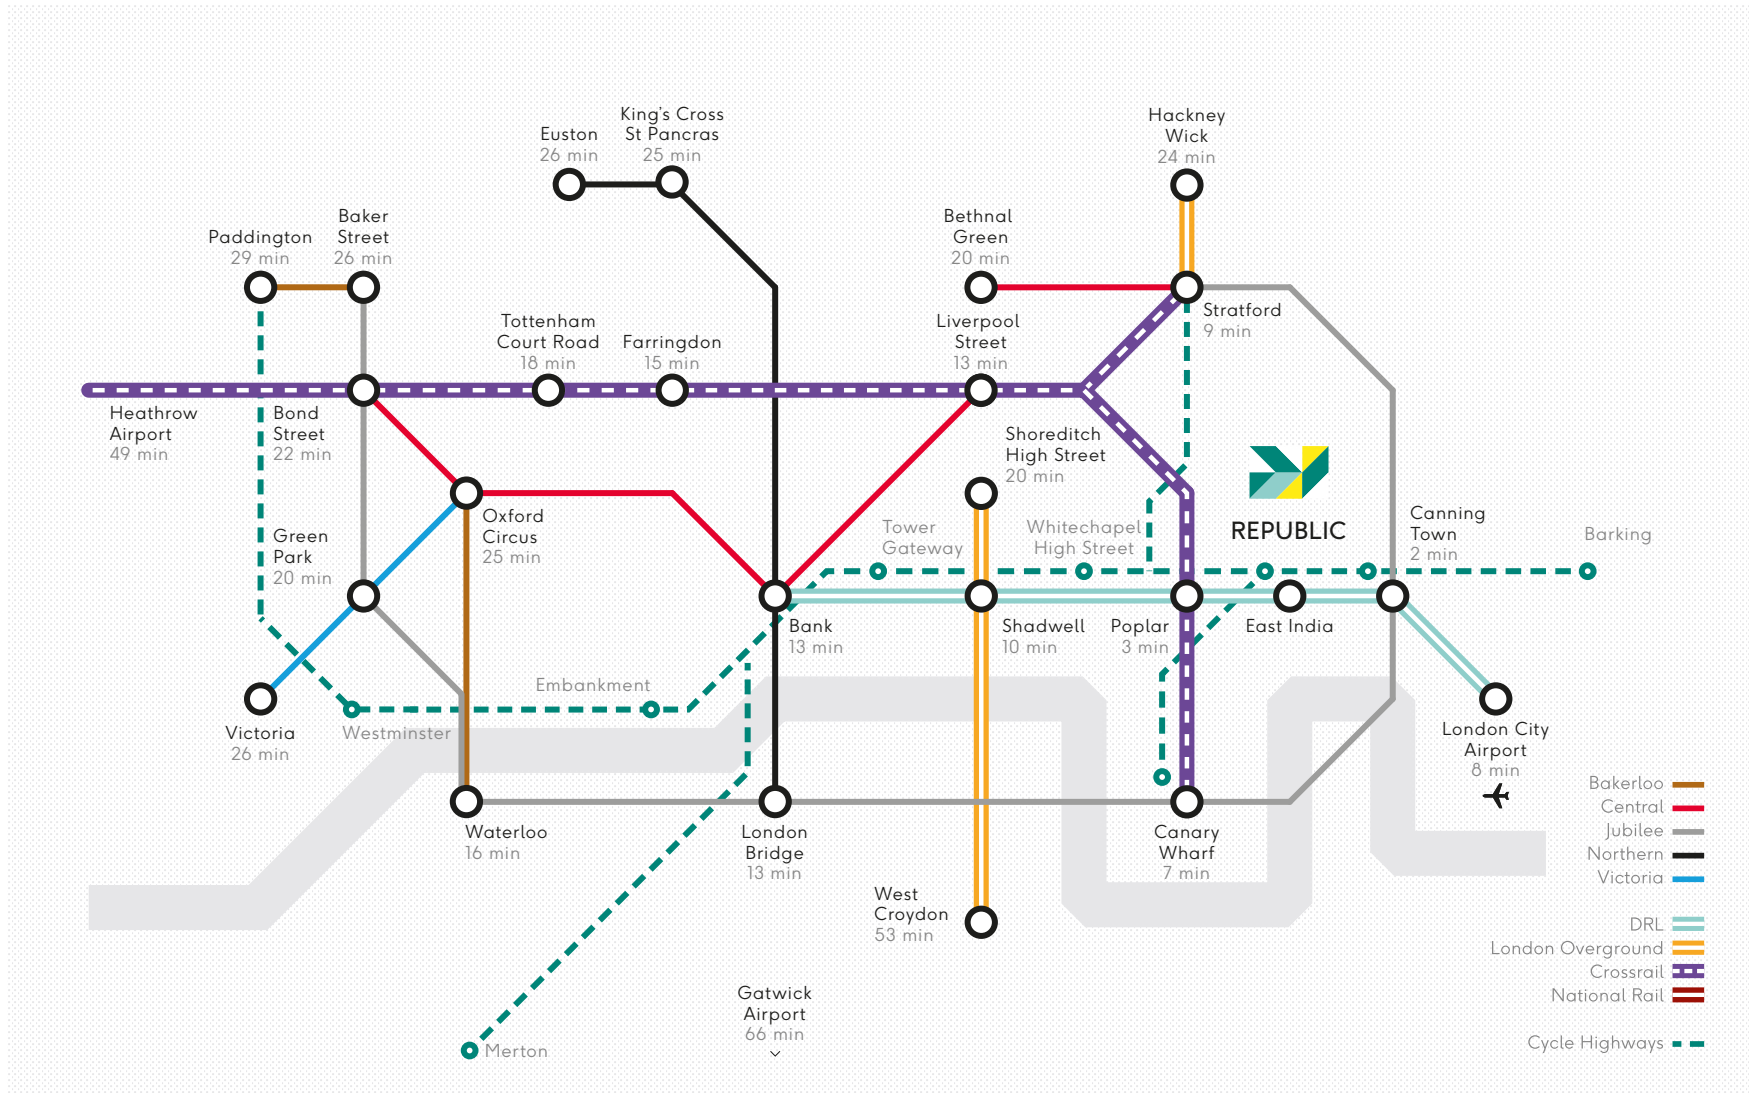 King's Cross
St Pancras
25 min
Euston
26 min
Hackney
Wick
24 min
Baker
Street
26 min
Paddington
29 min
Bethnal
Green
20 min
Stratford
9 min
Tottenham
Court Road
18 min
Farringdon
15 min
Liverpool
Street
13 min
Heathrow
Airport
49 min
Bond
Street
22 min
Shoreditch
High Street
20 min
Oxford
Circus
25 min
Green
Park
20 min
Tower
Gateway
Whitechapel
High Street
REPUBLIC
Canning
Town
2 min
Barking
Bank
13 min
Shadwell
10 min
Poplar
3 min
East India
Embankment
Victoria
26 min
Westminster
London City
Airport
8 min
Waterloo
16 min
London
Bridge
13 min
Canary
Wharf
7 min
West
Croydon
53 min
Gatwick
Airport
66 min
Merton
Bakerloo
Central
Jubilee
Northern
Victoria
DRL
London Overground
Crossrail
National Rail
Cycle Highways